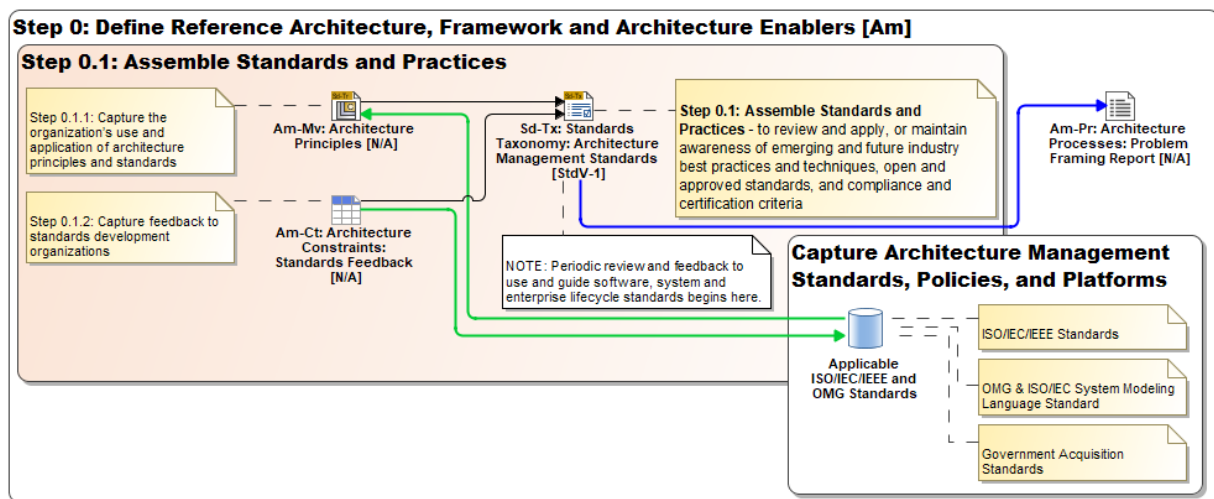 Step 0: Define Reference Architecture, Framework and Architecture Enablers [Am]
Step 0.1: Assemble Standards and Practices
Step 0.1.1: Capture the
organization's use and
application of architecture
principles and standards
Sd-Tr
Am-Mv: Architecture
Principles [N/A]
Sd-Tx
Sd-Tx: Standards
Taxonomy: Architecture
Management Standards
[StdV-1]
Step 0.1: Assemble Standards and
Practices - to review and apply, or maintain
awareness of emerging and future industry
best practices and techniques, open and
approved standards, and compliance and
certification criteria
Am-Pr: Architecture
Processes: Problem
Framing Report [N/A]
Step 0.1.2: Capture feedback to
standards development
organizations
Am-Ct: Architecture
Constraints:
Standards Feedback
[N/A]
NOTE: Periodic review and feedback to
use and guide software, system and
enterprise lifecycle standards begins here.
Capture Architecture Management
Standards, Policies, and Platforms
Applicable
ISO/IEC/IEEE and
OMG Standards
ISO/IEC/IEEE Standards
OMG & ISO/IEC System Modeling
Language Standard
Government Acquisition
Standards